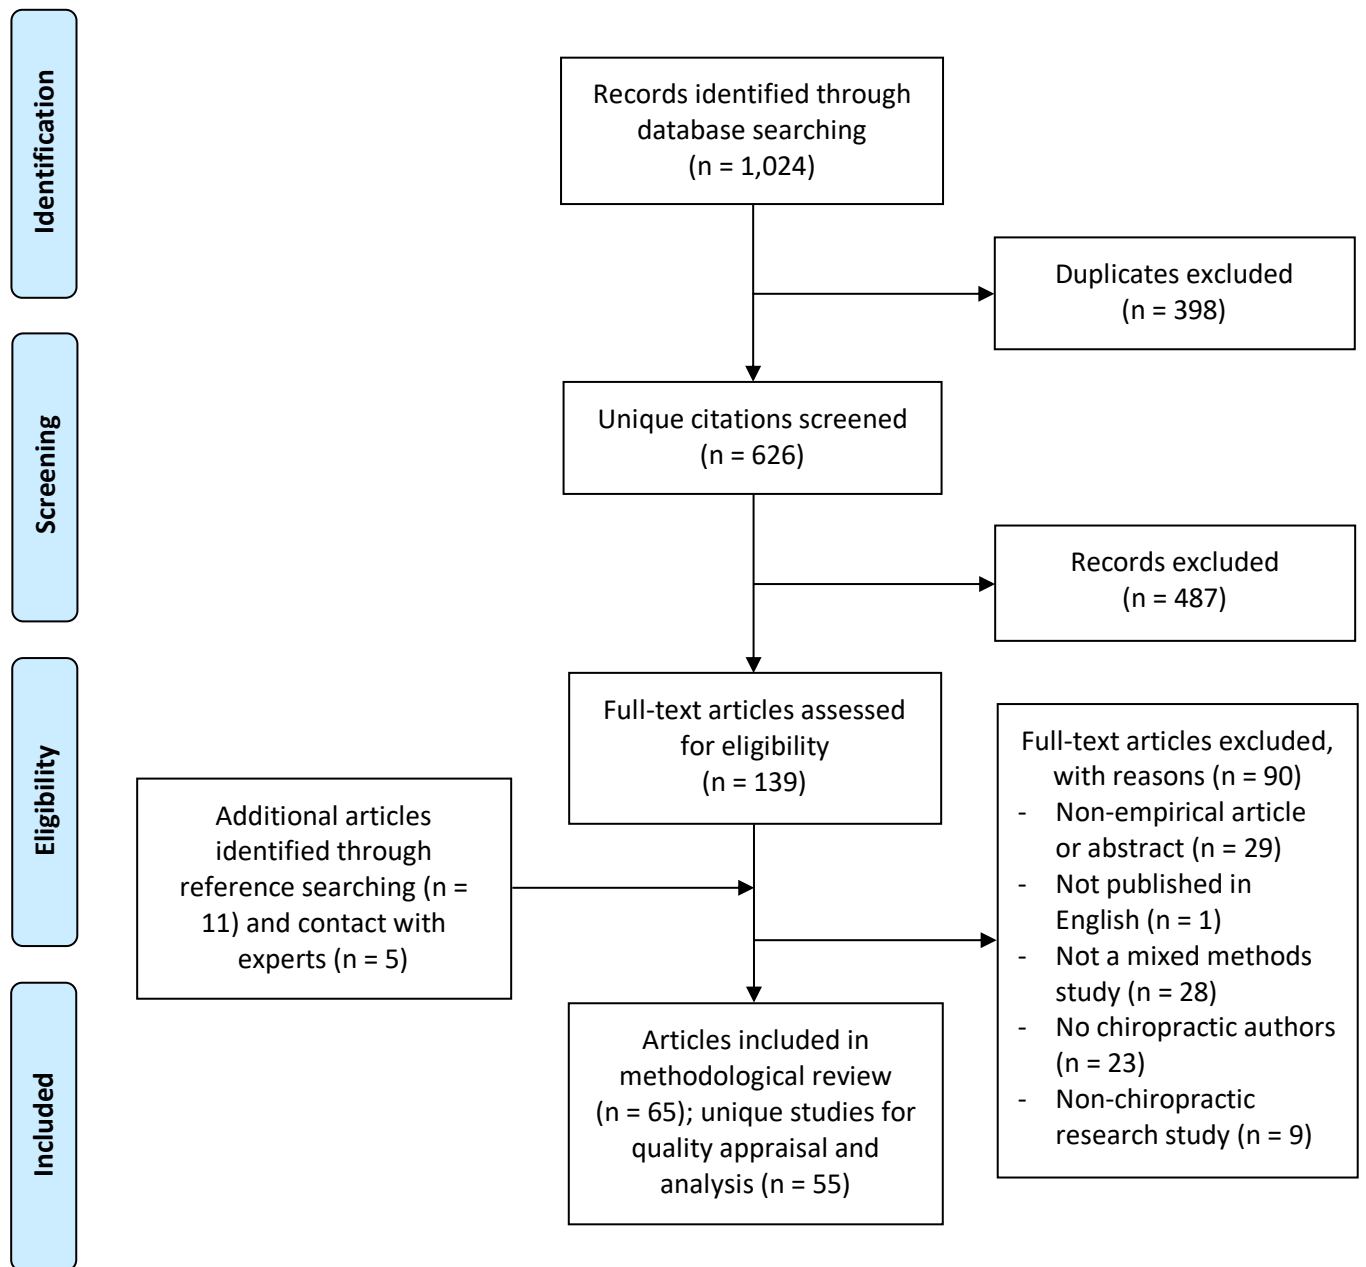 Identification
Records identified through
database searching
(n = 1,024)
Duplicates excluded
(n = 398)
Screening
Unique citations screened
(n = 626)
Records excluded
(n = 487)
Eligibility
Full-text articles assessed
for eligibility
(n = 139)
Additional articles
identified through
reference searching (n =
11) and contact with
experts (n = 5)
Full-text articles excluded,
with reasons (n = 90)
- Non-empirical article
or abstract (n = 29)
- Not published in
English (n = 1)
- Not a mixed methods
study (n = 28)
- No chiropractic authors
(n = 23)
- Non-chiropractic
research study (n = 9)
Included
Articles included in
methodological review
(n = 65); unique studies for
quality appraisal and
analysis (n = 55)